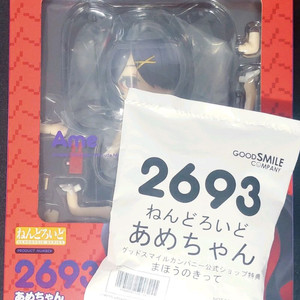 Ame
GOODSMILE
COMPANY
2693
ねんどろいど
あめちゃん
グッドスマイルカンパニー公式ショップ特典
まほうのきって
ねんどろいど
2693
あめちゃん